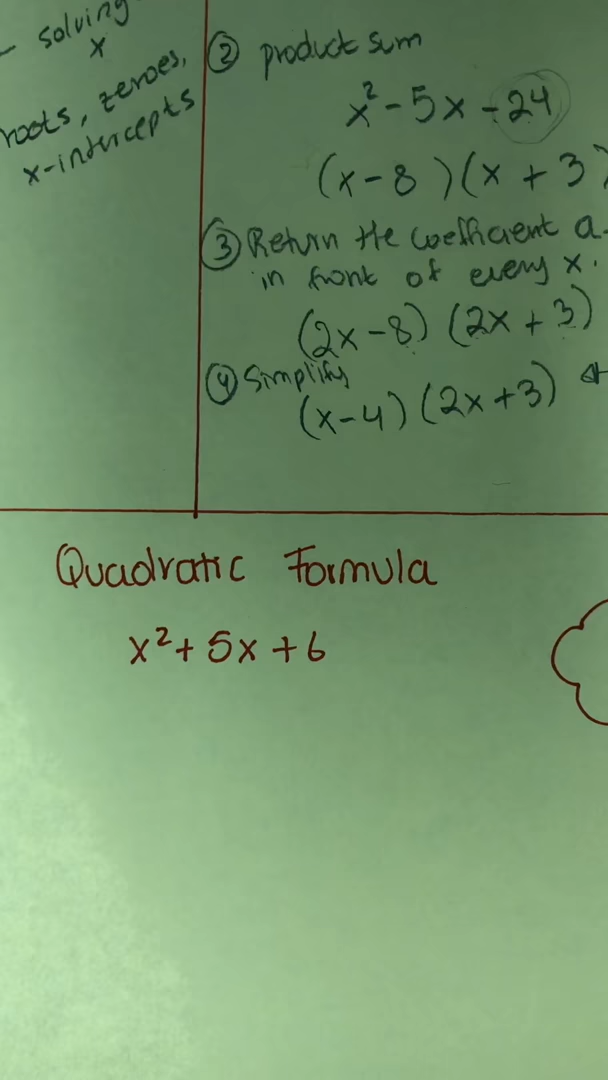 - solving
x
roots, zeroes,
x-intercepts
② product sum
x² - 5x - 24
(x - 8)(x + 3)
③ Return the coefficient a
in front of every x.
(2x - 8) (2x + 3)
④ Simplify
(x - 4) (2x + 3)
Quadratic Formula
x² + 5x + 6